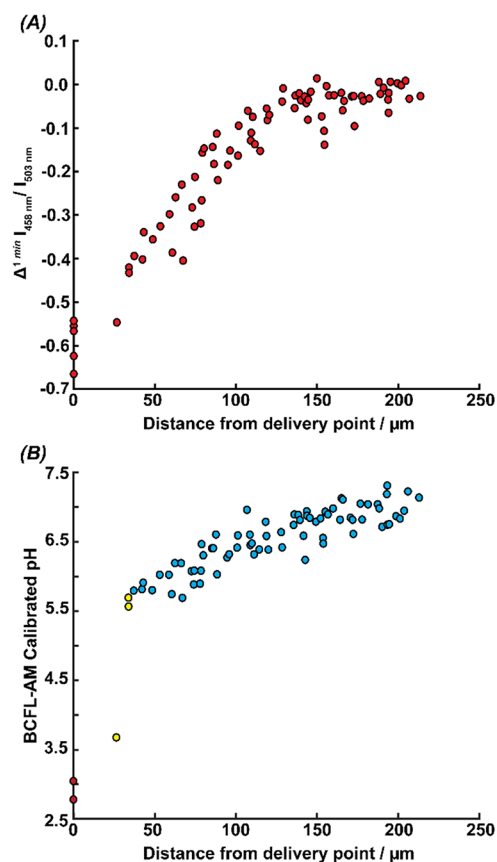 (A)
0.1
0.0
-0.1
-0.2
-0.3
-0.4
-0.5
-0.6
-0.7
Δ1 min I458 nm/ I503 nm
0 50 100 150 200 250
Distance from delivery point / µm
(B)
7.5
6.5
5.5
4.5
3.5
2.5
BCFL-AM Calibrated pH
0 50 100 150 200 250
Distance from delivery point / µm